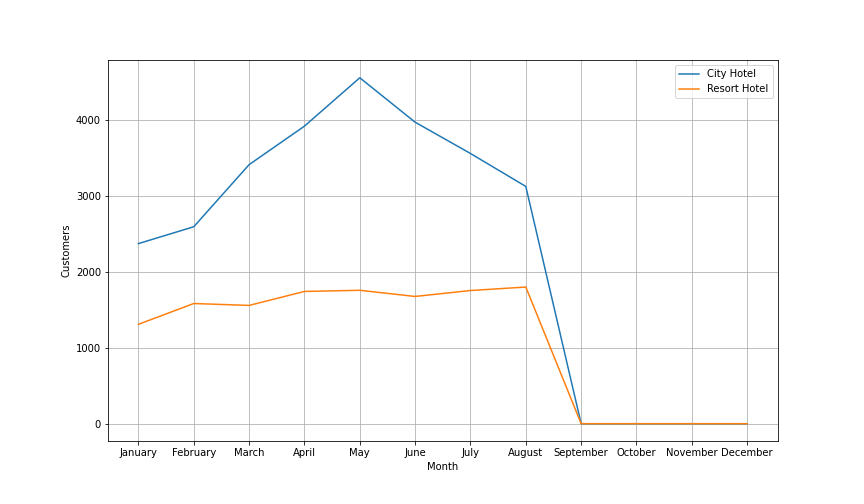 City Hotel
Resort Hotel
4000
3000
2000
1000
0
Customers
January February March April May June July August September October November December
Month